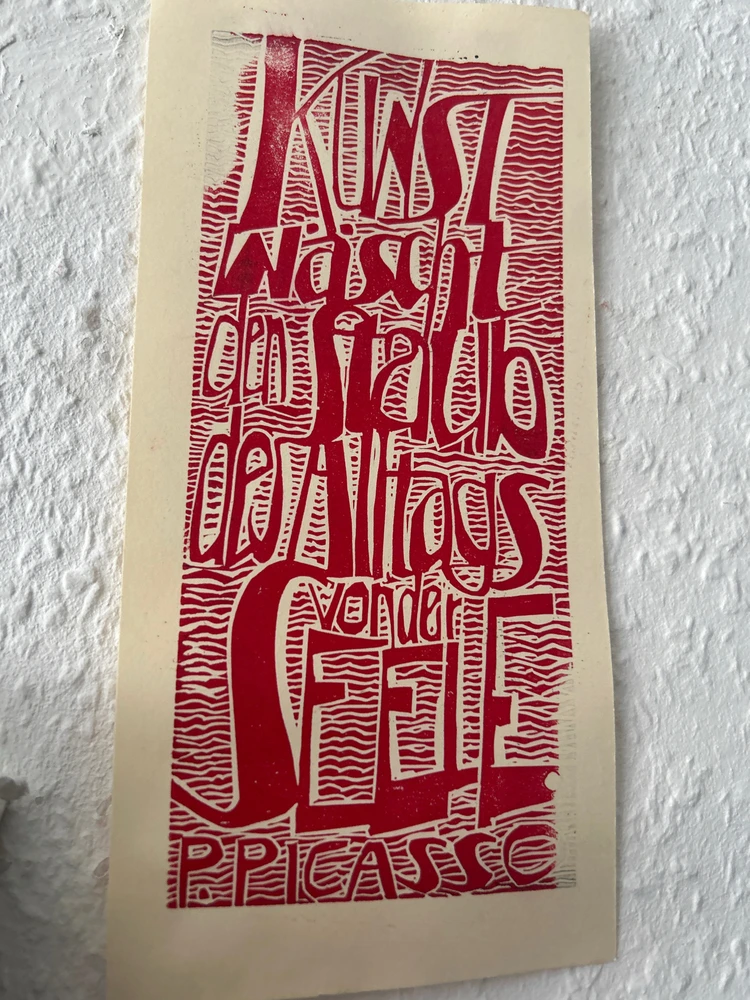 KUNST
wäscht
den Staub
des Alltags
von der
SEELE
P.PICASSO